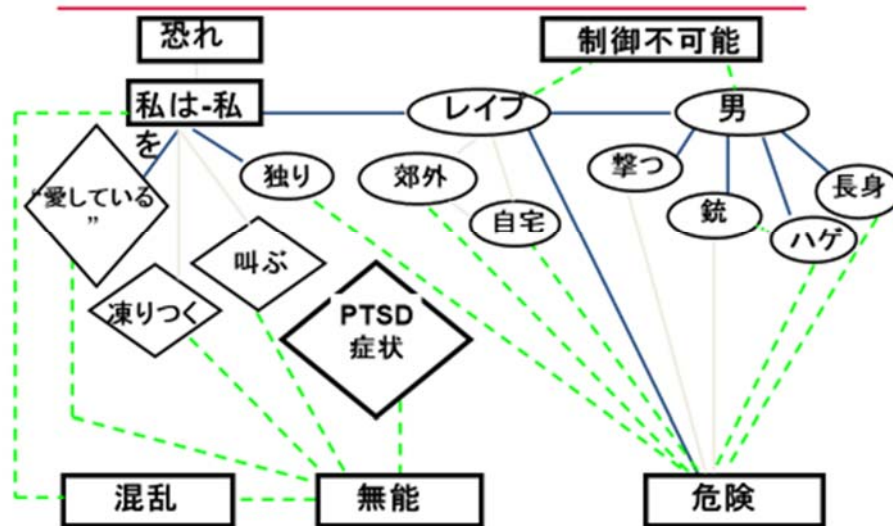 恐れ
制御不可能
私は-私
を
レイプ
男
独り
郊外
撃つ
長身
“愛している
”
自宅
銃
ハゲ
叫ぶ
凍りつく
PTSD
症状
混乱
無能
危険